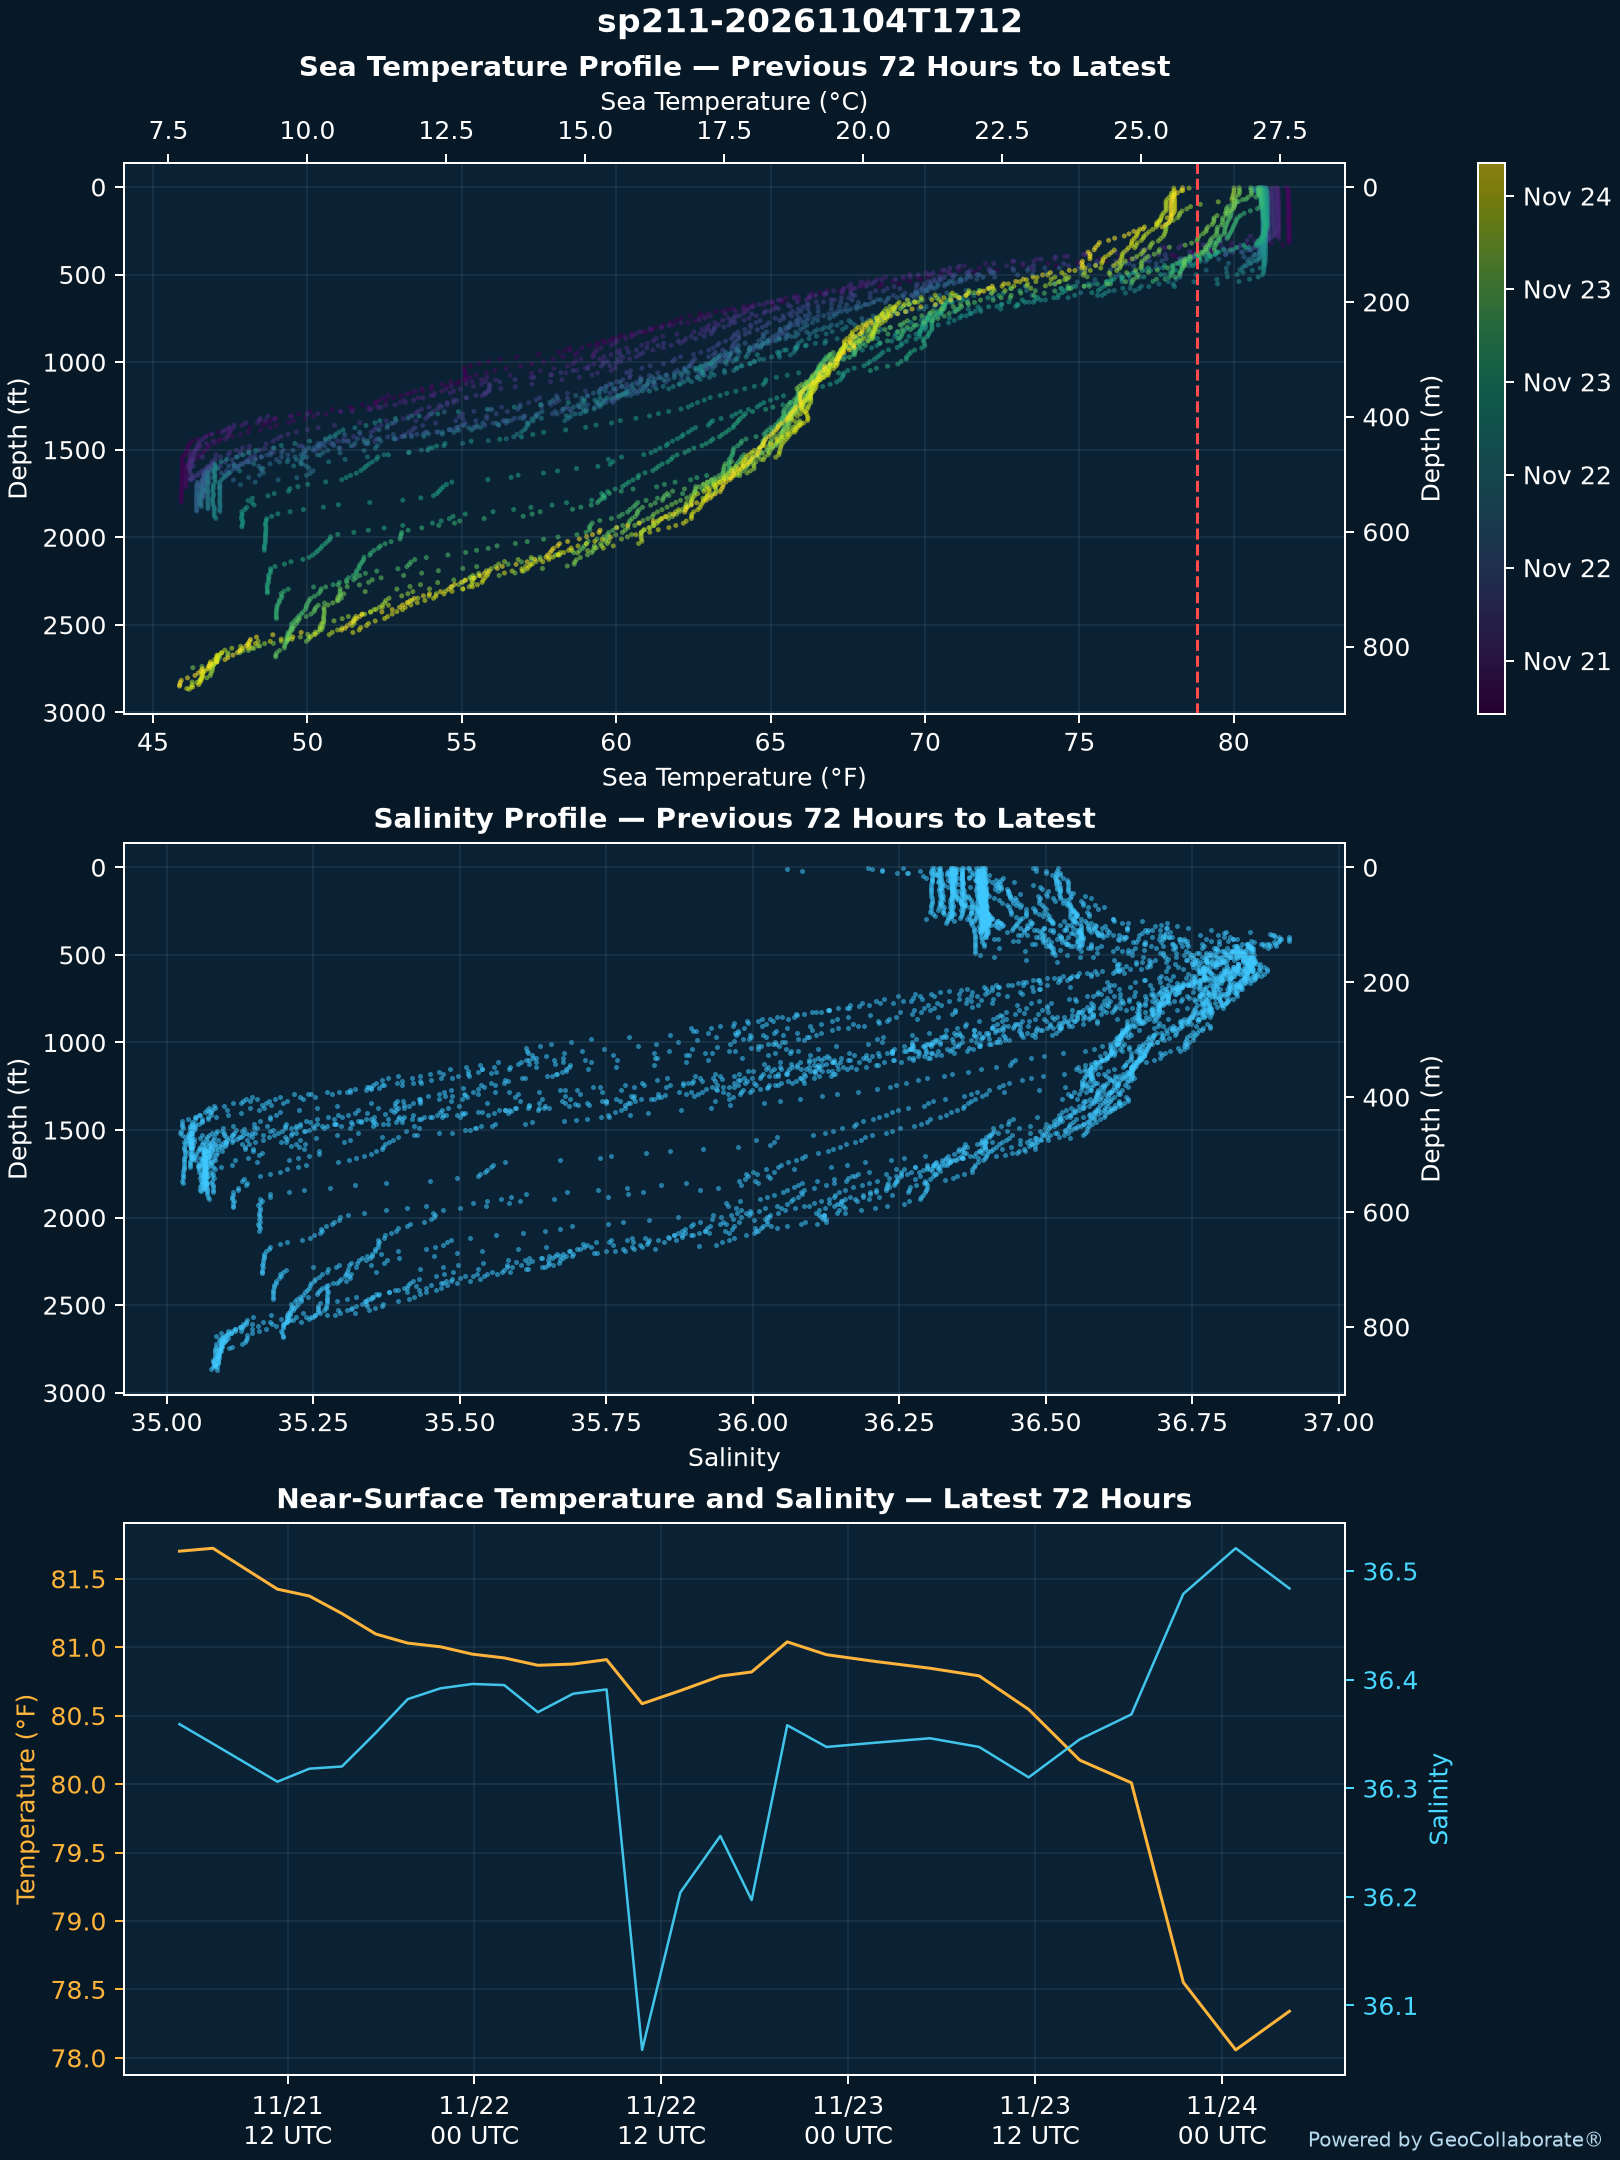 sp211-20261104T1712
Sea Temperature Profile — Previous 72 Hours to Latest
Sea Temperature (°C)
7.5 10.0 12.5 15.0 17.5 20.0 22.5 25.0 27.5
0
500
1000
1500
2000
2500
3000
Depth (ft)
0
200
400
600
800
Depth (m)
45 50 55 60 65 70 75 80
Sea Temperature (°F)
Nov 24
Nov 23
Nov 23
Nov 22
Nov 22
Nov 21
Salinity Profile — Previous 72 Hours to Latest
0
500
1000
1500
2000
2500
3000
Depth (ft)
0
200
400
600
800
Depth (m)
35.00 35.25 35.50 35.75 36.00 36.25 36.50 36.75 37.00
Salinity
Near-Surface Temperature and Salinity — Latest 72 Hours
81.5
81.0
80.5
80.0
79.5
79.0
78.5
78.0
Temperature (°F)
36.5
36.4
36.3
36.2
36.1
Salinity
11/21 11/22 11/22 11/23 11/23 11/24
12 UTC 00 UTC 12 UTC 00 UTC 12 UTC 00 UTC
Powered by GeoCollaborate®